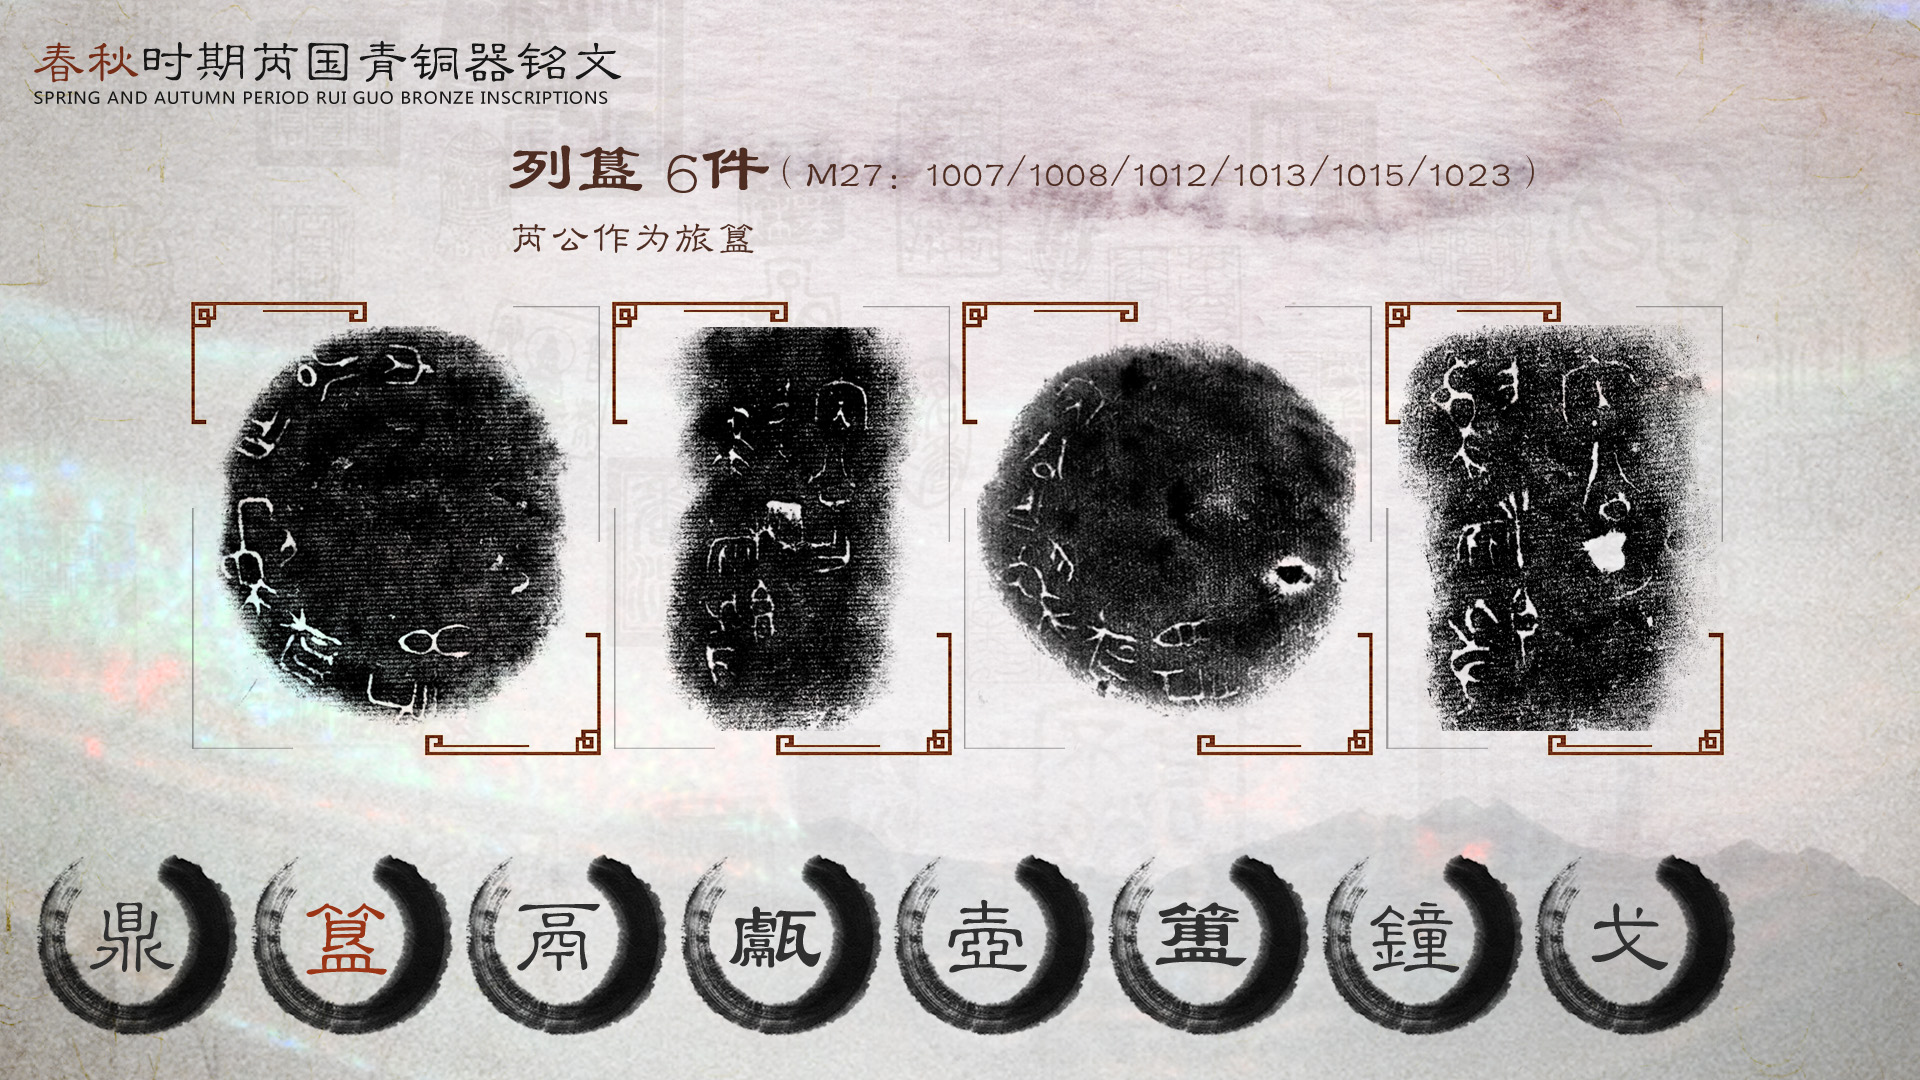 春秋时期芮国青铜器铭文
SPRING AND AUTUMN PERIOD RUI GUO BRONZE INSCRIPTIONS
列簋 6件（M27：1007/1008/1012/1013/1015/1023）
芮公作为旅簋
鼎 簋 鬲 甗 壺 簠 鐘 戈